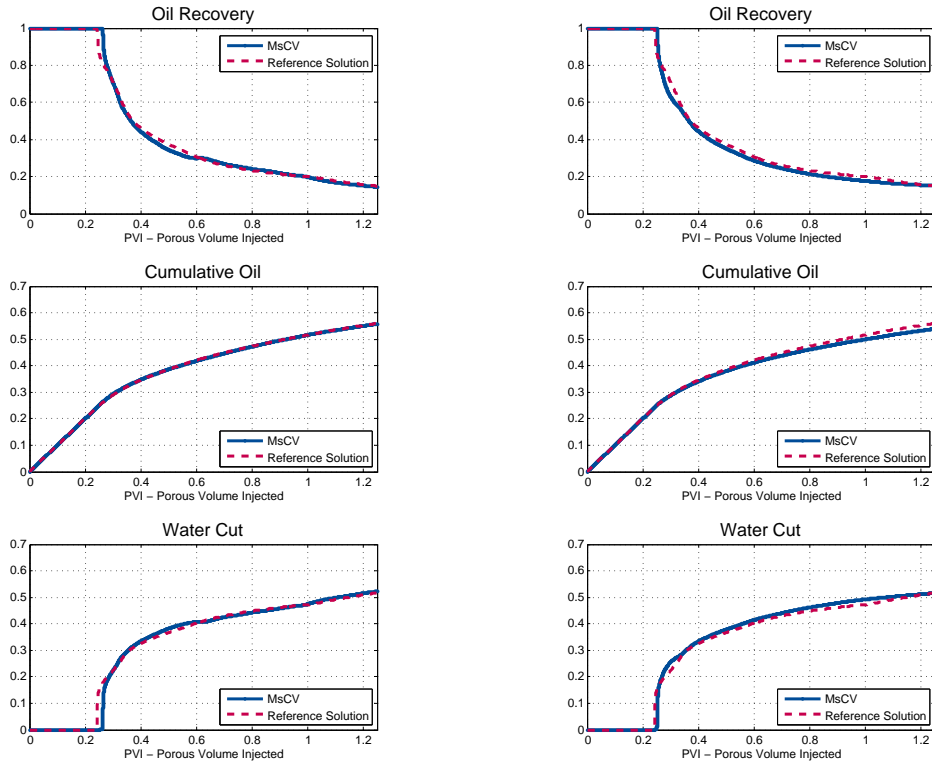 Oil Recovery
1
0.8
0.6
0.4
0.2
0
MsCV
Reference Solution
0 0.2 0.4 0.6 0.8 1 1.2
PVI – Porous Volume Injected
Oil Recovery
1
0.8
0.6
0.4
0.2
0
MsCV
Reference Solution
0 0.2 0.4 0.6 0.8 1 1.2
PVI – Porous Volume Injected
Cumulative Oil
0.7
0.6
0.5
0.4
0.3
0.2
0.1
0
MsCV
Reference Solution
0 0.2 0.4 0.6 0.8 1 1.2
PVI – Porous Volume Injected
Cumulative Oil
0.7
0.6
0.5
0.4
0.3
0.2
0.1
0
MsCV
Reference Solution
0 0.2 0.4 0.6 0.8 1 1.2
PVI – Porous Volume Injected
Water Cut
0.7
0.6
0.5
0.4
0.3
0.2
0.1
0
MsCV
Reference Solution
0 0.2 0.4 0.6 0.8 1 1.2
PVI – Porous Volume Injected
Water Cut
0.7
0.6
0.5
0.4
0.3
0.2
0.1
0
MsCV
Reference Solution
0 0.2 0.4 0.6 0.8 1 1.2
PVI – Porous Volume Injected